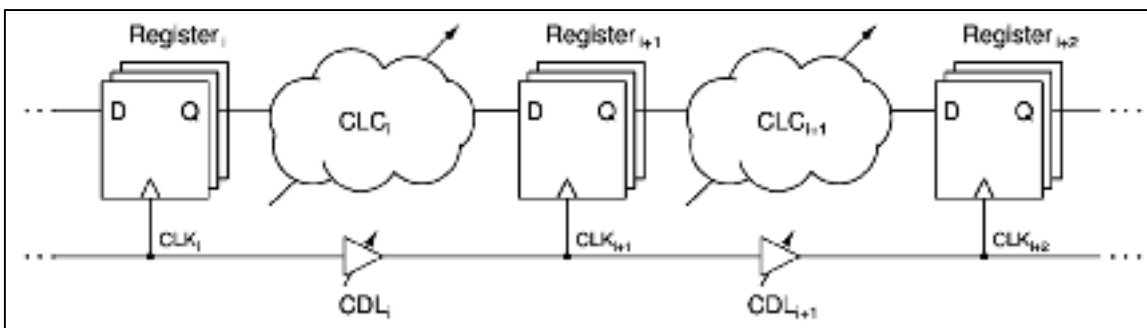 Register i Register i+1 Register i+2
D Q CLC i D Q CLC i+1 D Q
CLK i CLK i+1 CLK i+2
CDL i CDL i+1